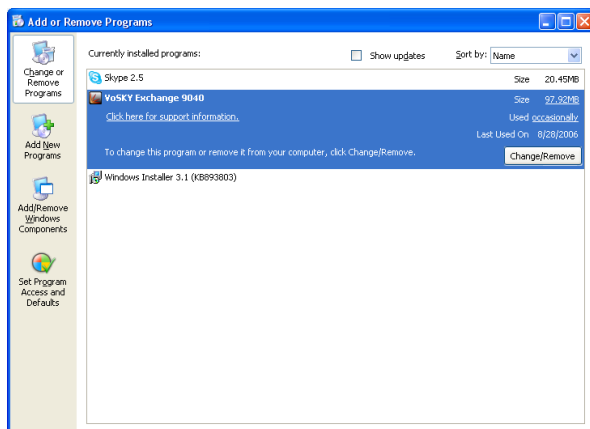 Add or Remove Programs
Change or
Remove
Programs
Add New
Programs
Add/Remove
Windows
Components
Set Program
Access and
Defaults
Currently installed programs:
Show updates
Sort by: Name
Skype 2.5 Size 20.45MB
VoSKY Exchange 9040 Size 97.92MB
Click here for support information. Used occasionally
Last Used On 8/28/2006
To change this program or remove it from your computer, click Change/Remove. Change/Remove
Windows Installer 3.1 (KB893803)